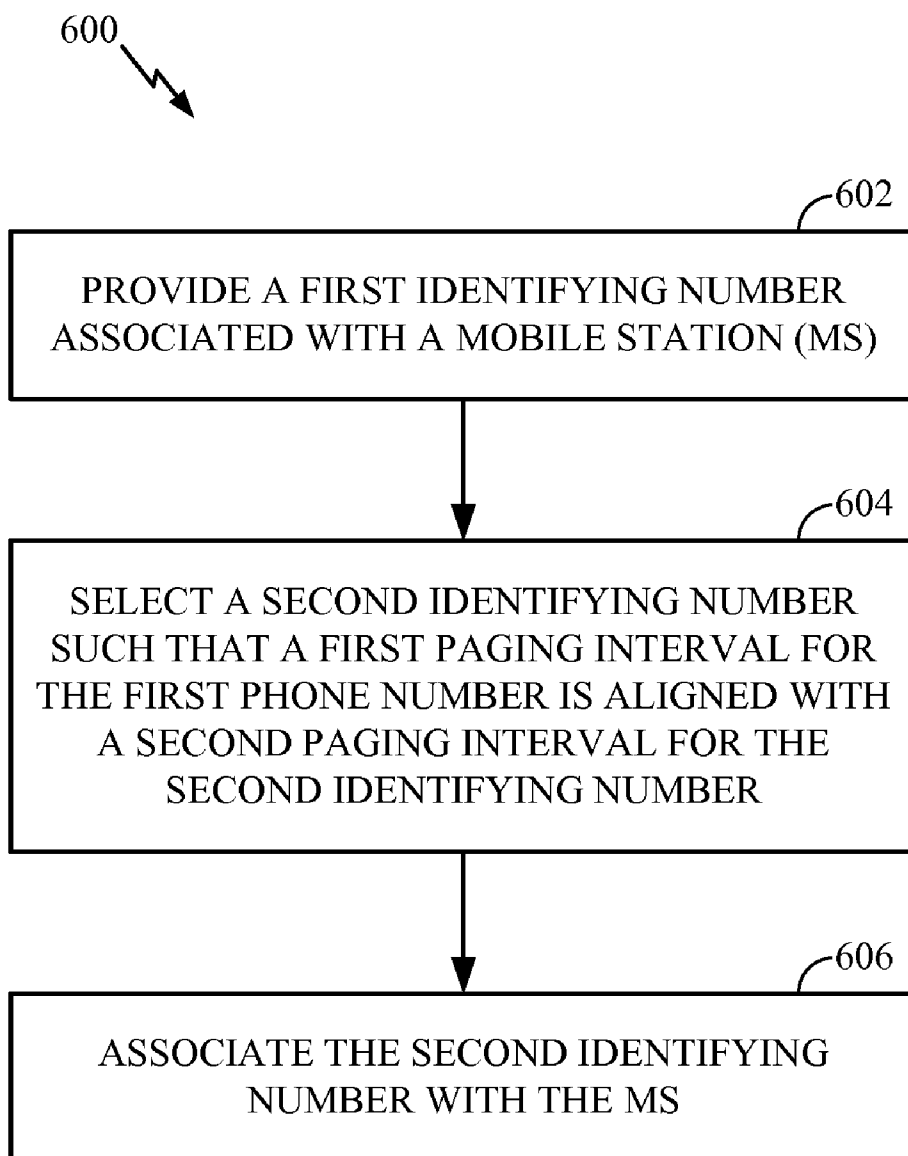 600
602
PROVIDE A FIRST IDENTIFYING NUMBER
ASSOCIATED WITH A MOBILE STATION (MS)
604
SELECT A SECOND IDENTIFYING NUMBER
SUCH THAT A FIRST PAGING INTERVAL FOR
THE FIRST PHONE NUMBER IS ALIGNED WITH
A SECOND PAGING INTERVAL FOR THE
SECOND IDENTIFYING NUMBER
606
ASSOCIATE THE SECOND IDENTIFYING
NUMBER WITH THE MS